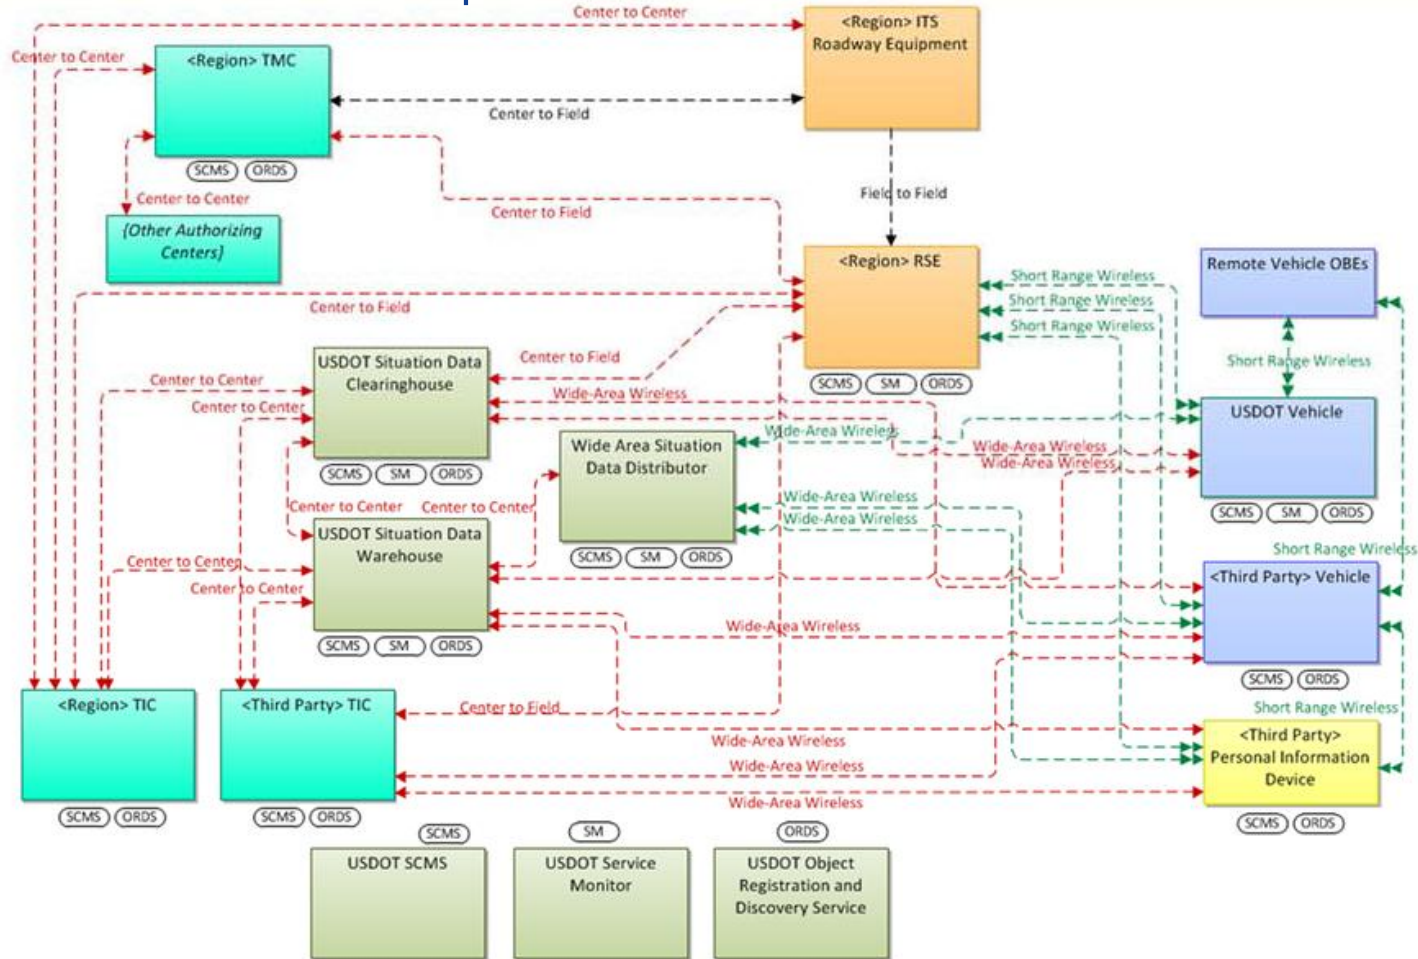 Center to Center
<Region> ITS
Roadway Equipment
Center to Center
<Region> TMC
Center to Field
SCMS ORDS
Field to Field
Center to Center
Center to Field
{Other Authorizing
Centers}
<Region> RSE
Remote Vehicle OBEs
Short Range Wireless
Short Range Wireless
Center to Field
Short Range Wireless
USDOT Situation Data
Clearinghouse
Center to Field
Short Range Wireless
Center to Center
SCMS SM ORDS
Wide-Area Wireless
Center to Center
USDOT Vehicle
Wide-Area Wireless
Wide Area Situation
Data Distributor
Wide-Area Wireless
Wide-Area Wireless
SCMS SM ORDS
Wide-Area Wireless
Center to Center
Center to Center
SCMS SM ORDS
Wide-Area Wireless
USDOT Situation Data
Warehouse
Short Range Wireless
SCMS SM ORDS
Center to Center
<Third Party> Vehicle
Center to Center
Wide-Area Wireless
SCMS SM ORDS
SCMS ORDS
<Region> TIC
<Third Party> TIC
Center to Field
Short Range Wireless
Wide-Area Wireless
<Third Party>
Personal Information
Device
Wide-Area Wireless
Wide-Area Wireless
SCMS ORDS
SCMS ORDS
SCMS ORDS
SCMS
SM
ORDS
USDOT SCMS
USDOT Service
Monitor
USDOT Object
Registration and
Discovery Service